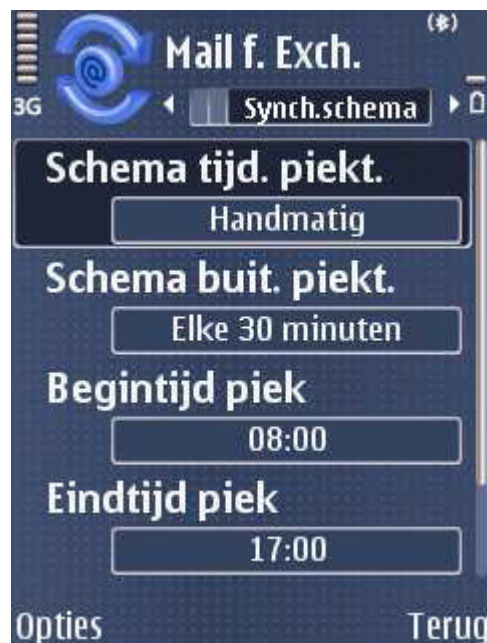 Mail f. Exch.
3G
Synch.schema
Schema tijd. piekt.
Handmatig
Schema buit. piekt.
Elke 30 minuten
Begintijd piek
08:00
Eindtijd piek
17:00
Opties
Terug